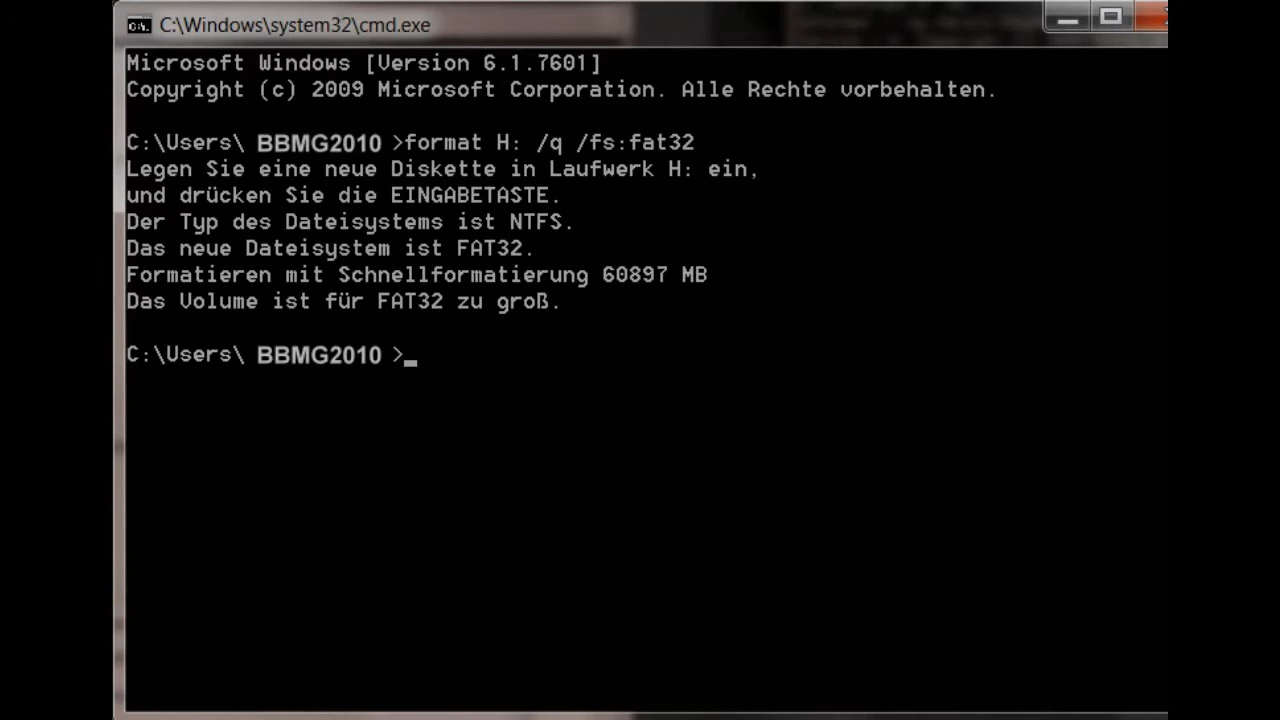 C:\Windows\system32\cmd.exe
Microsoft Windows [Version 6.1.7601]
Copyright (c) 2009 Microsoft Corporation. Alle Rechte vorbehalten.
C:\Users\ BBMG2010 >format H: /q /fs:fat32
Legen Sie eine neue Diskette in Laufwerk H: ein,
und drücken Sie die EINGABETASTE.
Der Typ des Dateisystems ist NTFS.
Das neue Dateisystem ist FAT32.
Formatieren mit Schnellformatierung 60897 MB
Das Volume ist für FAT32 zu groß.
C:\Users\ BBMG2010 >_